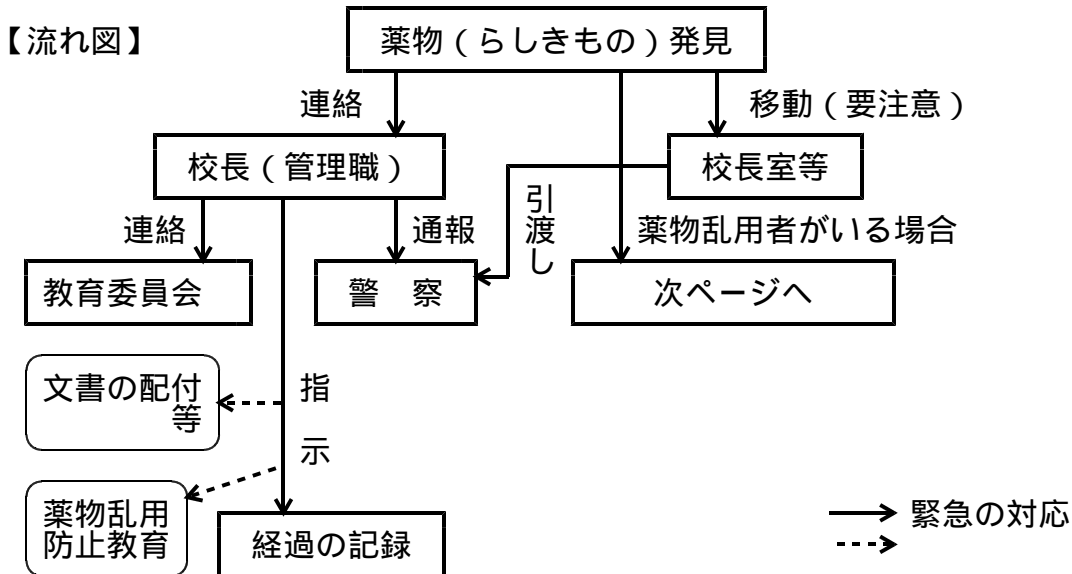 【流れ図】
薬物（らしきもの）発見
連絡
移動（要注意）
校長（管理職）
校長室等
引渡し
連絡
通報
薬物乱用者がいる場合
教育委員会
警　察
次ページへ
文書の配付
等
指
示
薬物乱用
防止教育
経過の記録
緊急の対応